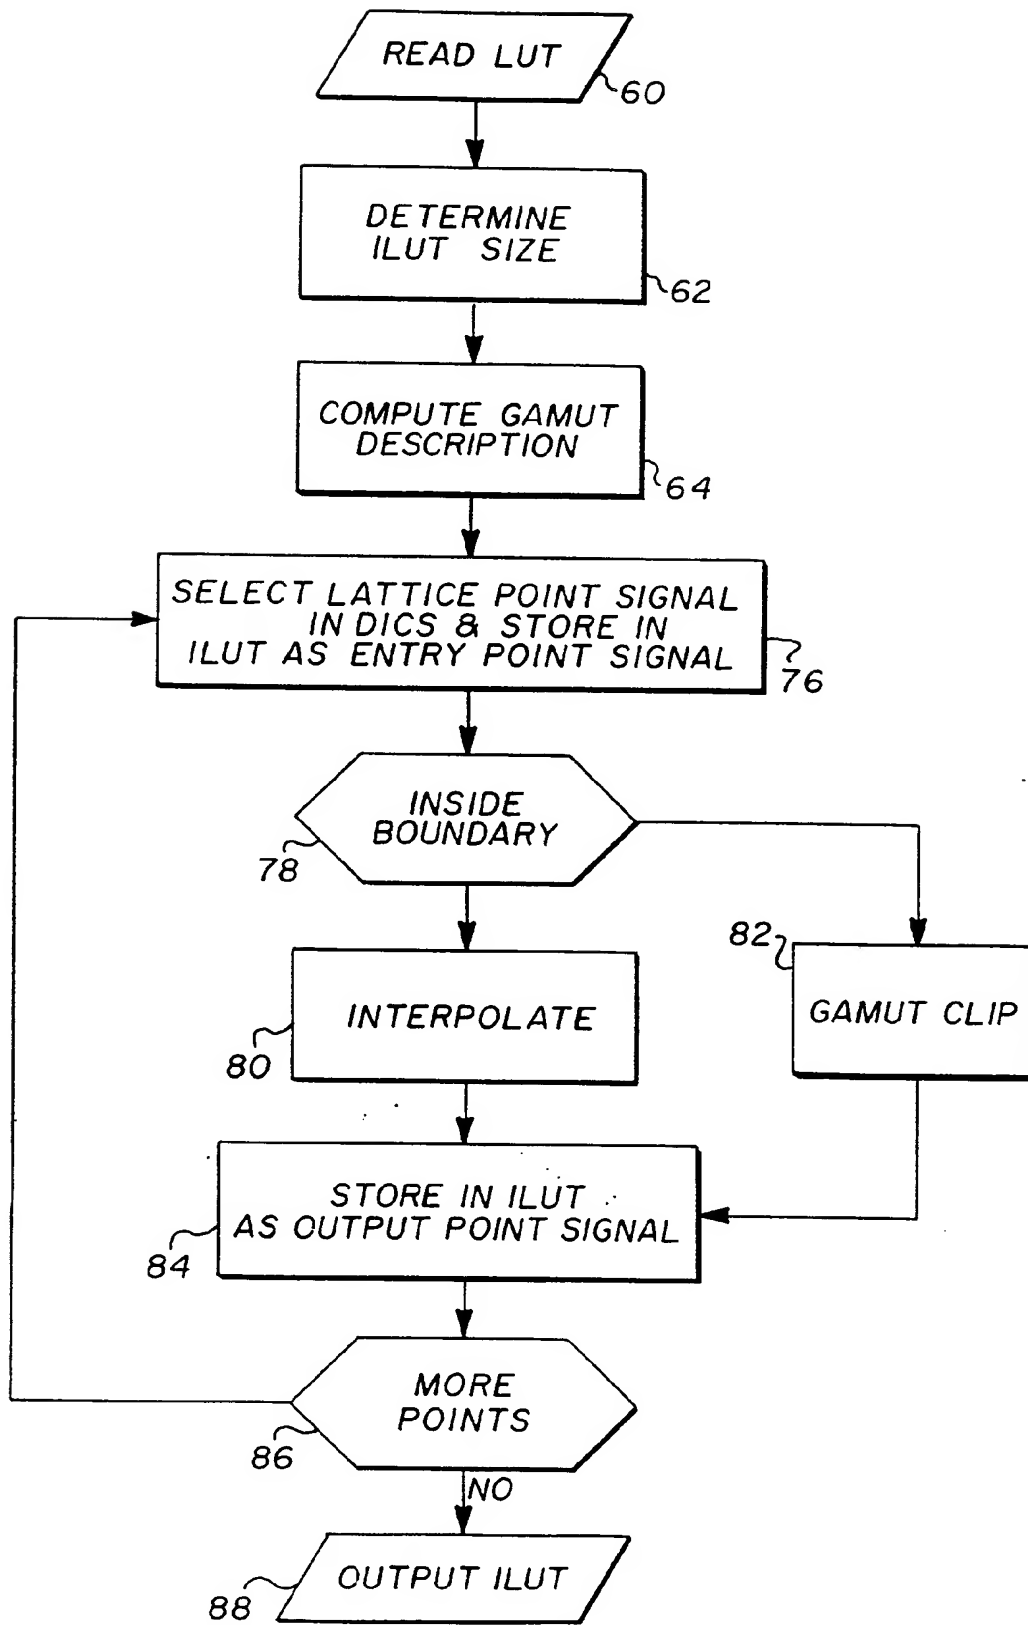 READ LUT
60
DETERMINE
ILUT SIZE
62
COMPUTE GAMUT
DESCRIPTION
64
SELECT LATTICE POINT SIGNAL
IN DICS & STORE IN
ILUT AS ENTRY POINT SIGNAL
76
INSIDE
BOUNDARY
78
82
GAMUT CLIP
INTERPOLATE
80
STORE IN ILUT
AS OUTPUT POINT SIGNAL
84
MORE
POINTS
86
NO
OUTPUT ILUT
88